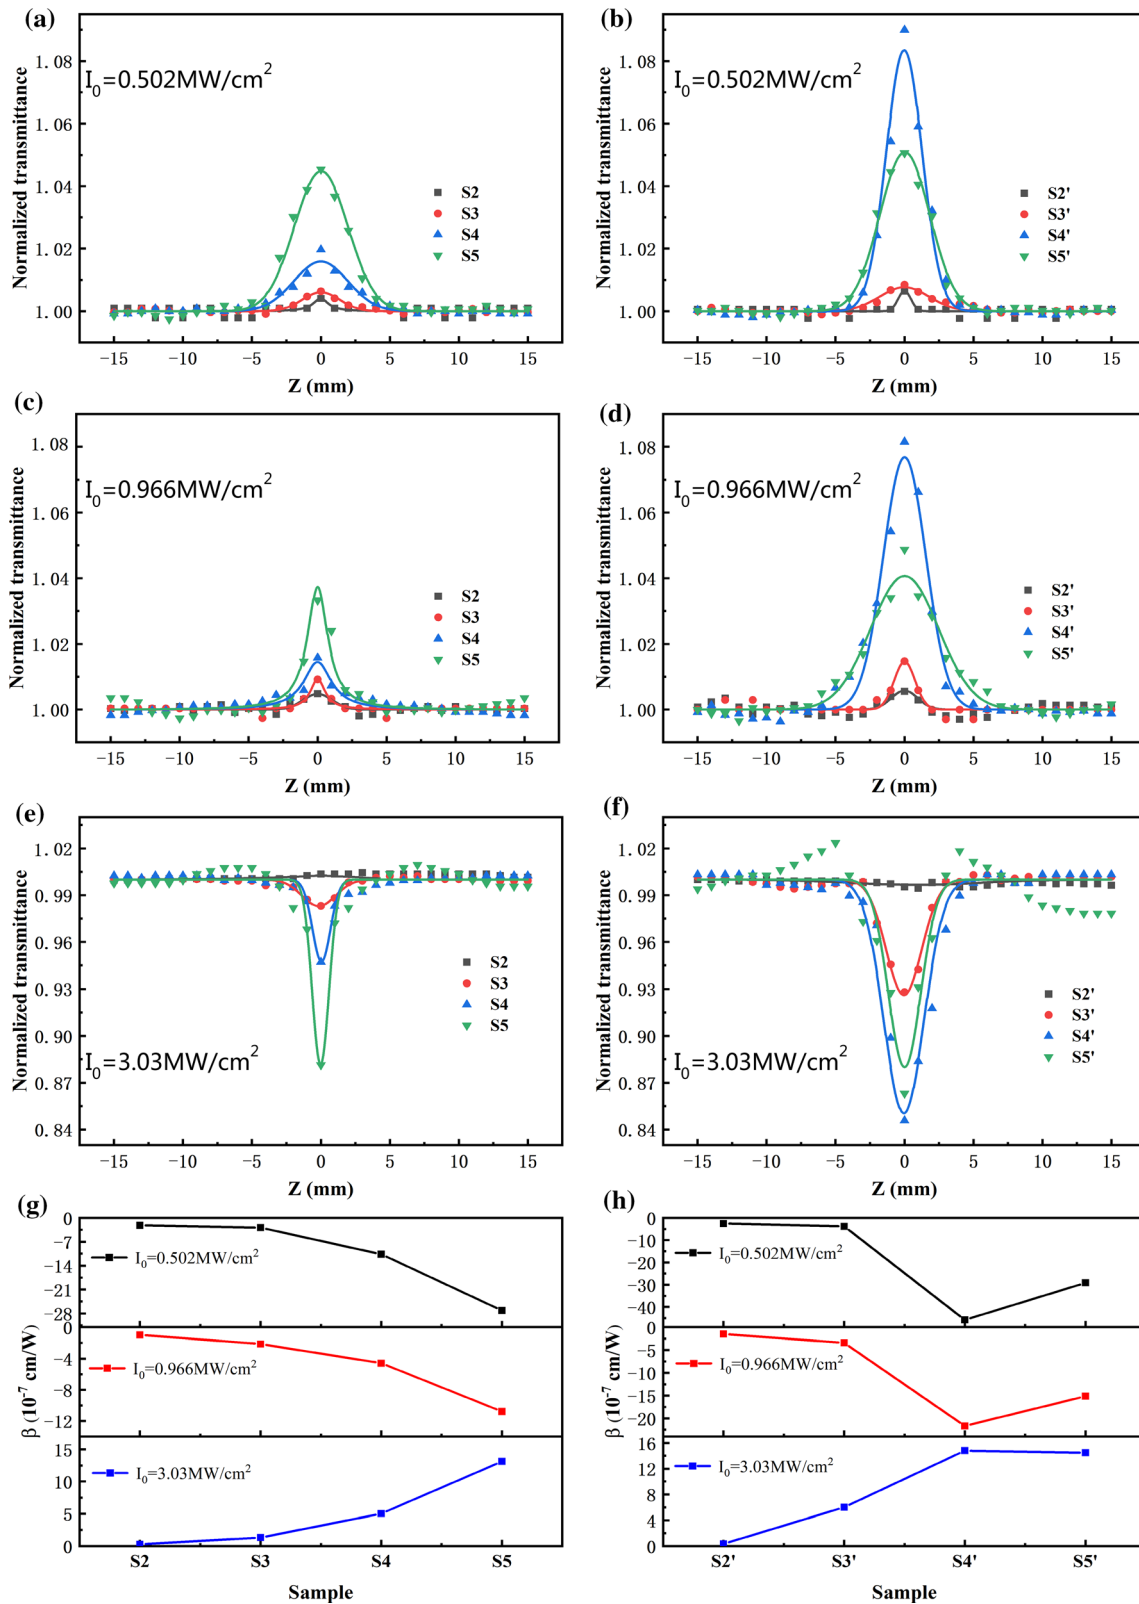 (a)
I₀=0.502MW/cm²
Normalized transmittance
1.08
1.06
1.04
1.02
1.00
S2
S3
S4
S5
−15 −10 −5 0 5 10 15
Z (mm)
(b)
I₀=0.502MW/cm²
Normalized transmittance
1.08
1.06
1.04
1.02
1.00
S2'
S3'
S4'
S5'
−15 −10 −5 0 5 10 15
Z (mm)
(c)
I₀=0.966MW/cm²
Normalized transmittance
1.08
1.06
1.04
1.02
1.00
S2
S3
S4
S5
−15 −10 −5 0 5 10 15
Z (mm)
(d)
I₀=0.966MW/cm²
Normalized transmittance
1.08
1.06
1.04
1.02
1.00
S2'
S3'
S4'
S5'
−15 −10 −5 0 5 10 15
Z (mm)
(e)
Normalized transmittance
1.02
0.99
0.96
0.93
0.90
0.87
0.84
S2
S3
S4
S5
I₀=3.03MW/cm²
−15 −10 −5 0 5 10 15
Z (mm)
(f)
Normalized transmittance
1.02
0.99
0.96
0.93
0.90
0.87
0.84
S2'
S3'
S4'
S5'
I₀=3.03MW/cm²
−15 −10 −5 0 5 10 15
Z (mm)
(g)
β (10⁻⁷ cm/W)
0
−7
−14
−21
−28
I₀=0.502MW/cm²
0
−4
−8
−12
I₀=0.966MW/cm²
15
10
5
0
I₀=3.03MW/cm²
S2 S3 S4 S5
Sample
(h)
β (10⁻⁷ cm/W)
0
−10
−20
−30
−40
I₀=0.502MW/cm²
0
−5
−10
−15
−20
I₀=0.966MW/cm²
16
12
8
4
0
I₀=3.03MW/cm²
S2' S3' S4' S5'
Sample